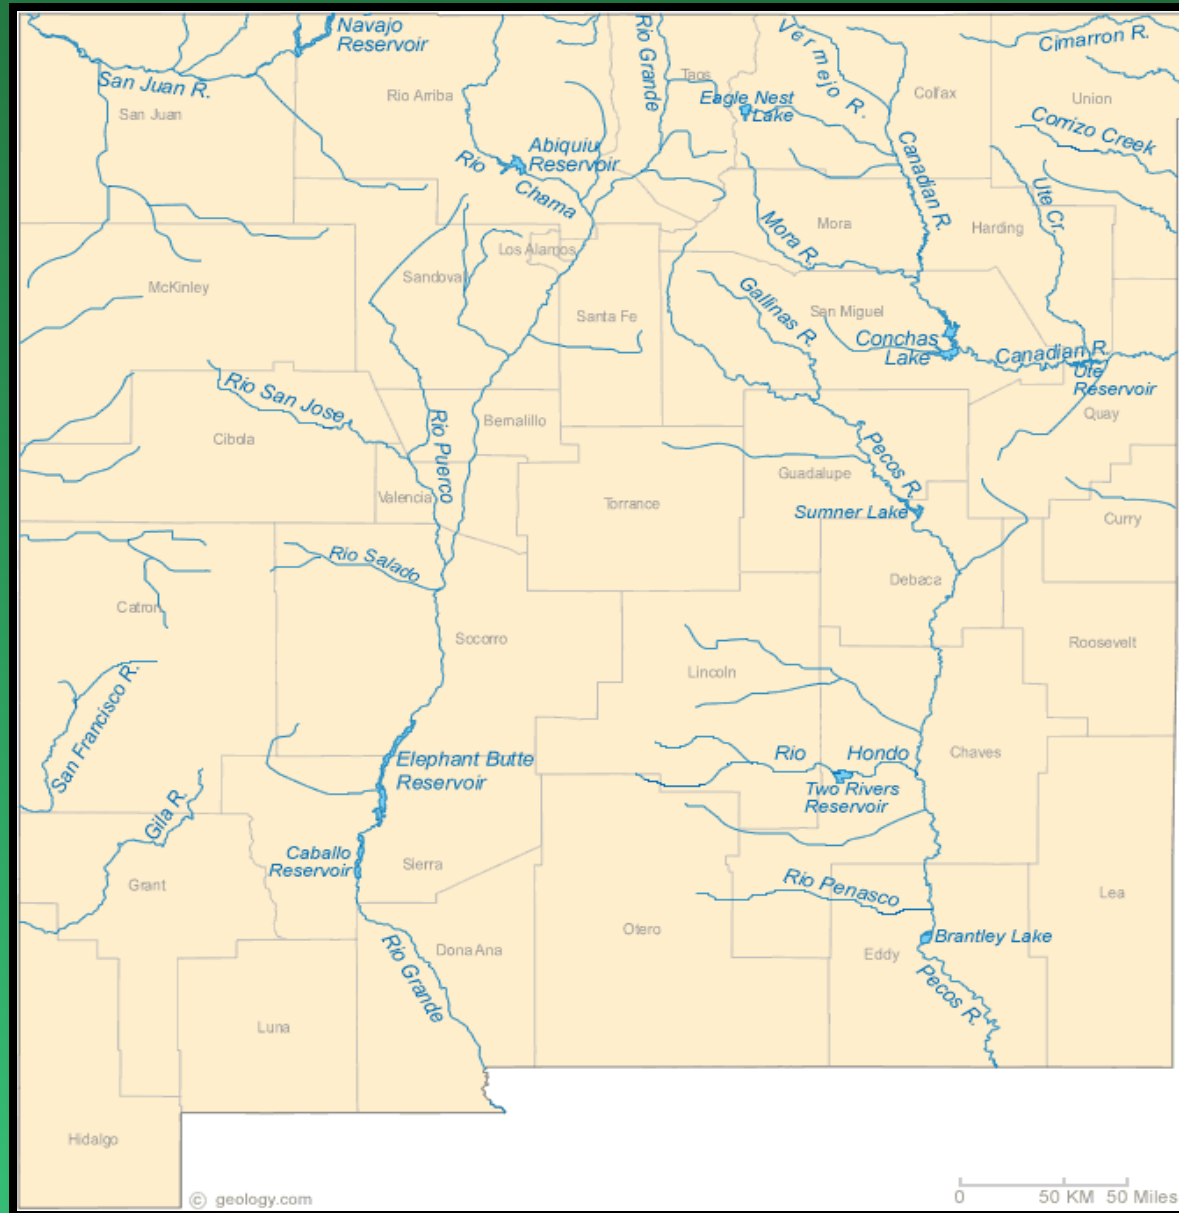 Navajo
Reservoir
San Juan R.
San Juan
Rio Arriba
Rio Grande
Taos
Vermejo R.
Eagle Nest
Lake
Colfax
Cimarron R.
Union
Corrizo Creek
Abiquiu
Reservoir
Rio Chama
Canadian R.
Ute Cr.
Mora
Mora R.
Harding
Los Alamos
Sandoval
McKinley
Santa Fe
Gallinas R.
San Miguel
Conchas
Lake
Canadian R.
Ute
Reservoir
Quay
Rio San Jose
Rio Puerco
Bernalillo
Cibola
Valencia
Torrance
Guadalupe
Pecos R.
Sumner Lake
Curry
Rio Salado
Debaca
Catron
Socorro
Lincoln
Roosevelt
San Francisco R.
Elephant Butte
Reservoir
Rio Hondo
Two Rivers
Reservoir
Chaves
Gila R.
Caballo
Reservoir
Sierra
Grant
Rio Penasco
Lea
Otero
Dona Ana
Rio Grande
Brantley Lake
Eddy
Pecos R.
Luna
Hidalgo
© geology.com
0 50 KM 50 Miles